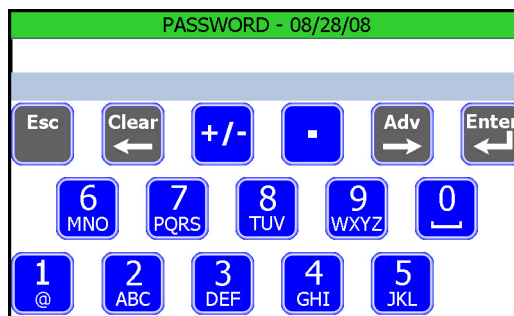 PASSWORD - 08/28/08
Esc Clear +/- . Adv Enter
6 7 8 9 0
MNO PQRS TUV WXYZ
1 2 3 4 5
@ ABC DEF GHI JKL